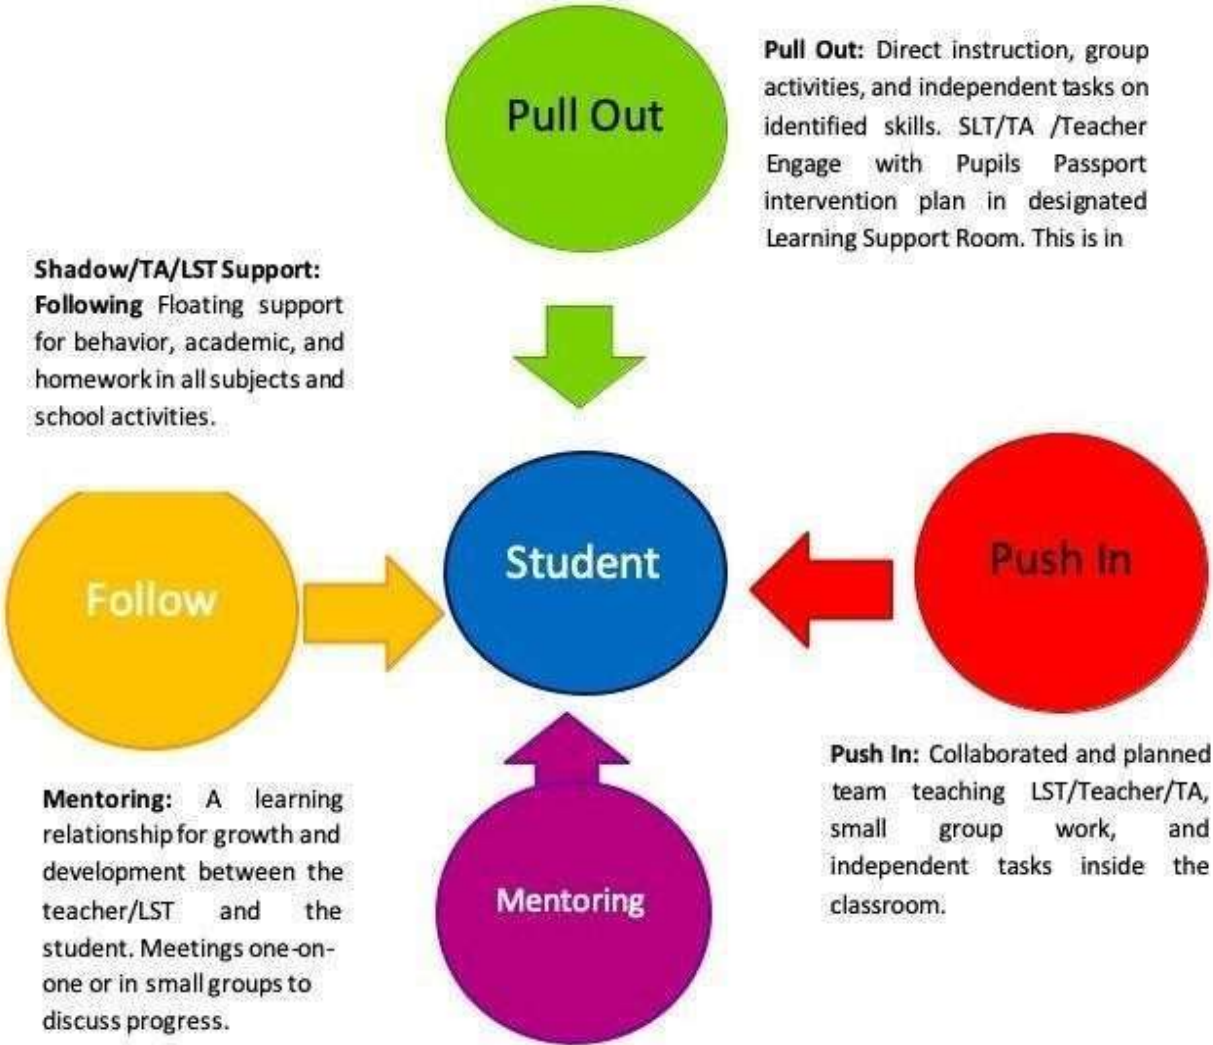 Pull Out
Pull Out: Direct instruction, group
activities, and independent tasks on
identified skills. SLT/TA /Teacher
Engage with Pupils Passport
intervention plan in designated
Learning Support Room. This is in
Shadow/TA/LST Support:
Following Floating support
for behavior, academic, and
homework in all subjects and
school activities.
Follow
Student
Push In
Mentoring: A learning
relationship for growth and
development between the
teacher/LST and the
student. Meetings one-on-
one or in small groups to
discuss progress.
Mentoring
Push In: Collaborated and planned
team teaching LST/Teacher/TA,
small group work, and
independent tasks inside the
classroom.